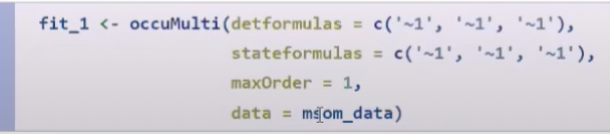 fit_1 <- occuMulti(detformulas = c('~1', '~1', '~1'),
stateformulas = c('~1', '~1', '~1'),
maxOrder = 1,
data = msom_data)